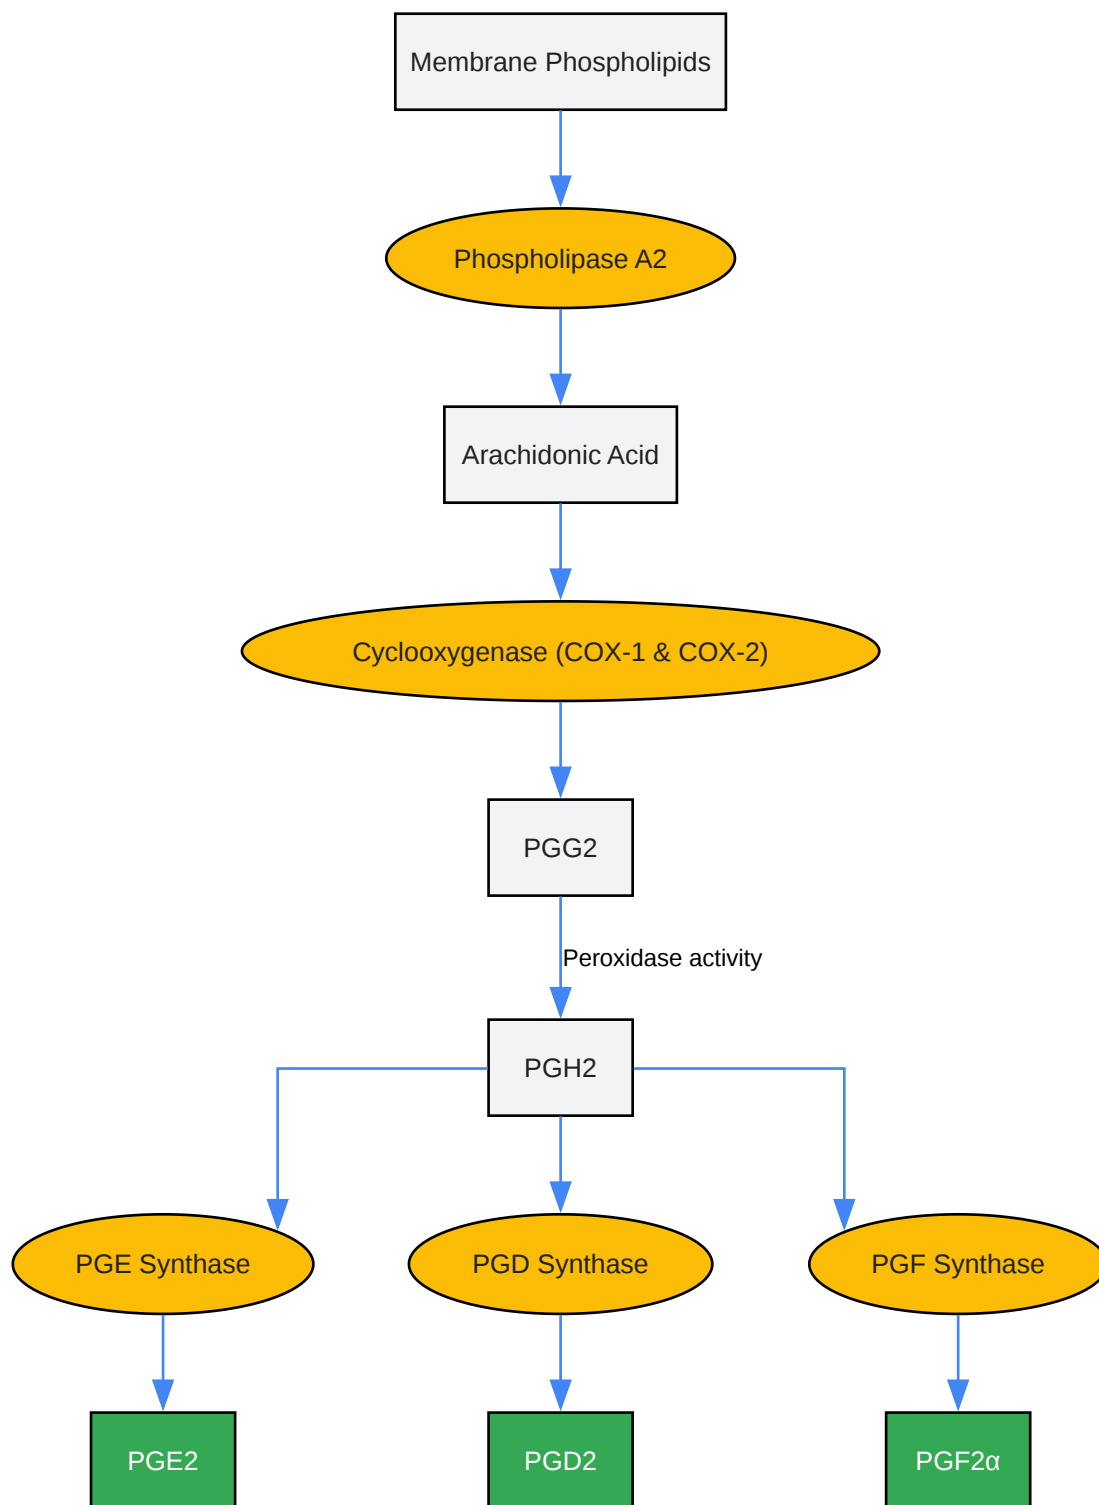 Membrane Phospholipids
Phospholipase A2
Arachidonic Acid
Cyclooxygenase (COX-1 & COX-2)
PGG2
Peroxidase activity
PGH2
PGE Synthase
PGD Synthase
PGF Synthase
PGE2
PGD2
PGF2α